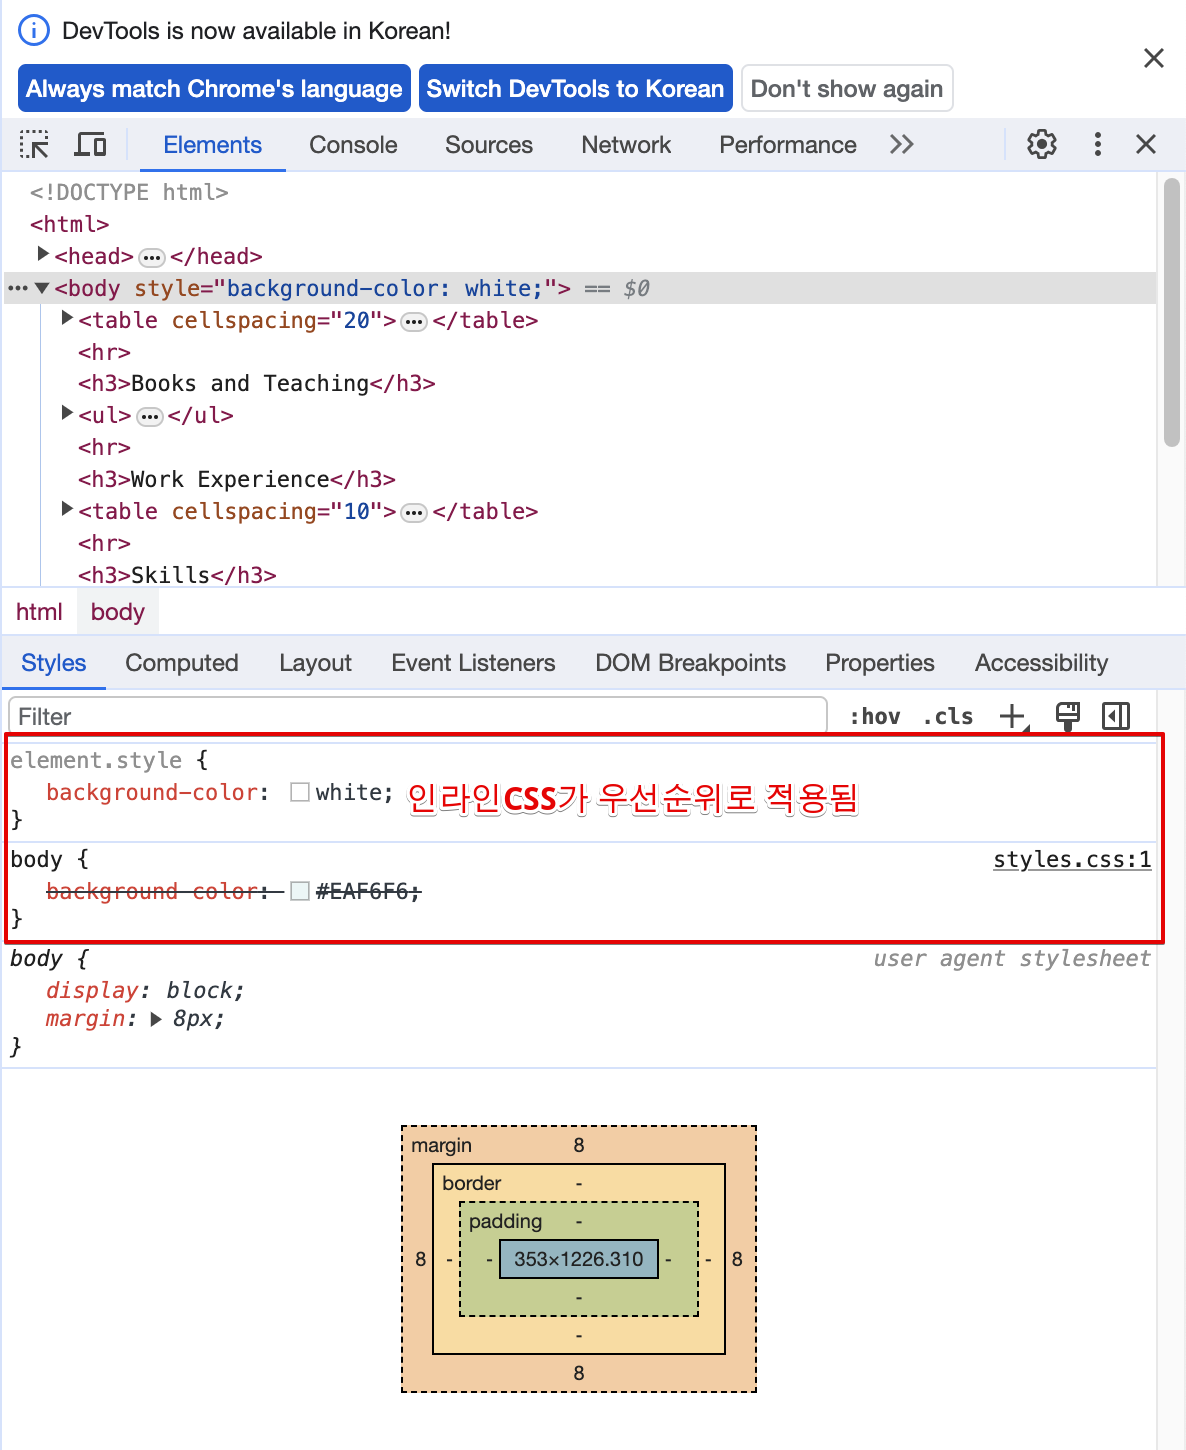 DevTools is now available in Korean!
Always match Chrome's language Switch DevTools to Korean Don't show again
Elements Console Sources Network Performance
<!DOCTYPE html>
<html>
<head> ••• </head>
••• <body style="background-color: white;"> == $0
<table cellspacing="20"> ••• </table>
<hr>
<h3>Books and Teaching</h3>
<ul> ••• </ul>
<hr>
<h3>Work Experience</h3>
<table cellspacing="10"> ••• </table>
<hr>
<h3>Skills</h3>
html body
Styles Computed Layout Event Listeners DOM Breakpoints Properties Accessibility
Filter :hov .cls
element.style {
background-color: white; 인라인CSS가 우선순위로 적용됨
}
body { styles.css:1
background-color: #EAF6F6;
}
body { user agent stylesheet
display: block;
margin: 8px;
}
margin 8
border -
padding -
8 - - 353×1226.310 - - 8
-
-
8